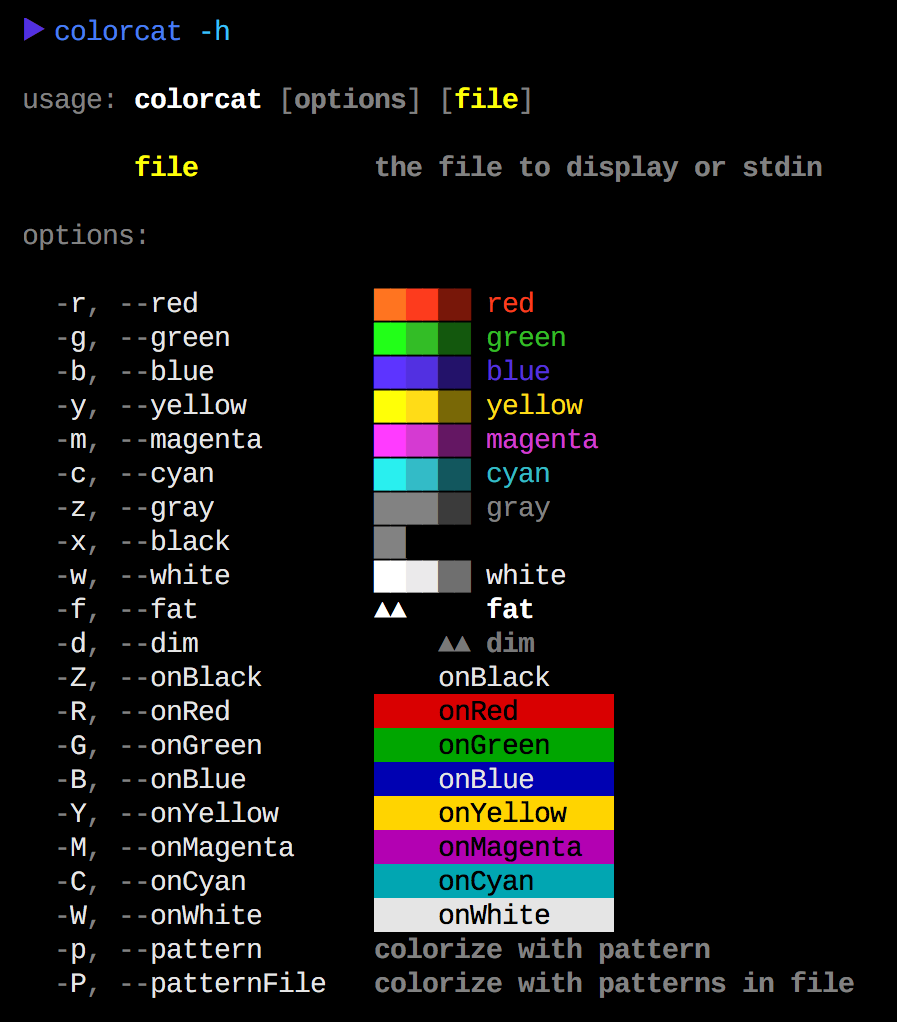 ▶ colorcat -h
usage: colorcat [options] [file]
file the file to display or stdin
options:
-r, --red red
-g, --green green
-b, --blue blue
-y, --yellow yellow
-m, --magenta magenta
-c, --cyan cyan
-z, --gray gray
-x, --black
-w, --white white
-f, --fat ▲▲ fat
-d, --dim ▲▲ dim
-Z, --onBlack onBlack
-R, --onRed onRed
-G, --onGreen onGreen
-B, --onBlue onBlue
-Y, --onYellow onYellow
-M, --onMagenta onMagenta
-C, --onCyan onCyan
-W, --onWhite onWhite
-p, --pattern colorize with pattern
-P, --patternFile colorize with patterns in file